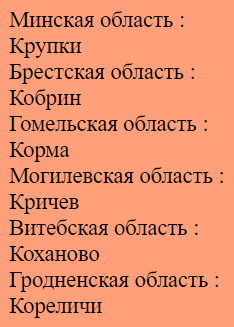 Минская область :
Крупки
Брестская область :
Кобрин
Гомельская область :
Корма
Могилевская область :
Кричев
Витебская область :
Коханово
Гродненская область :
Кореличи